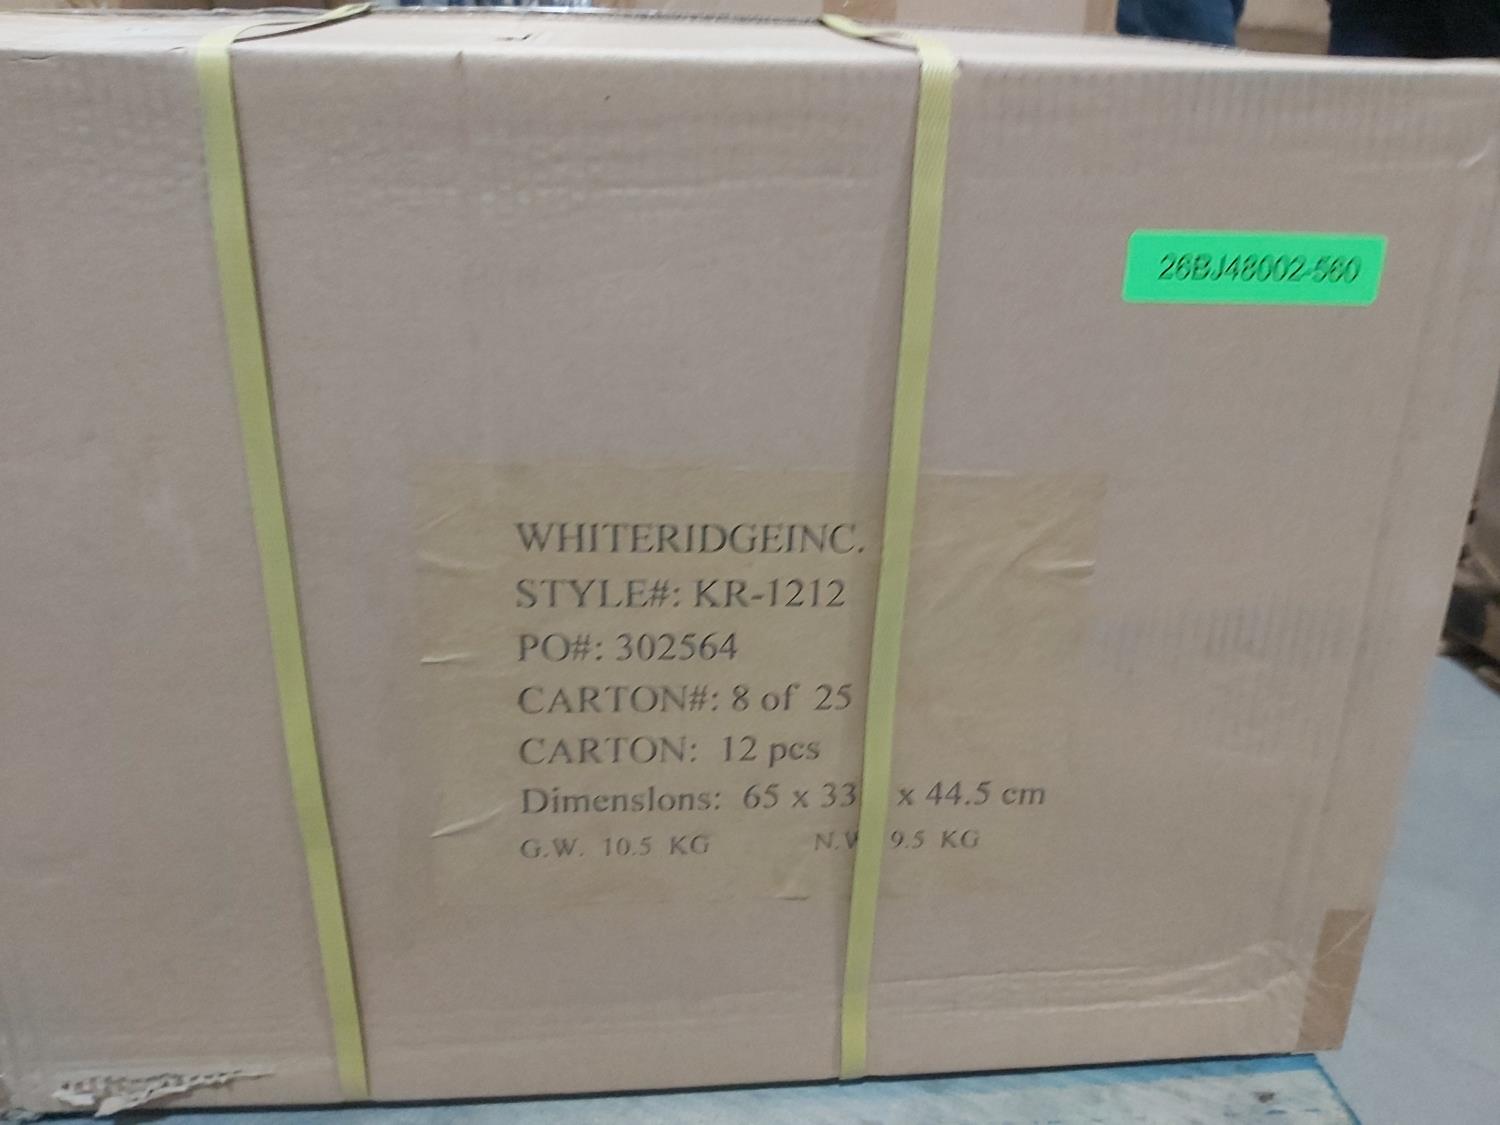 26BJ48002-560
WHITERIDGEINC.
STYLE#: KR-1212
PO#: 302564
CARTON#: 8 of 25
CARTON: 12 pcs
Dimenslons: 65 x 33 x 44.5 cm
G.W. 10.5 KG N.W 9.5 KG